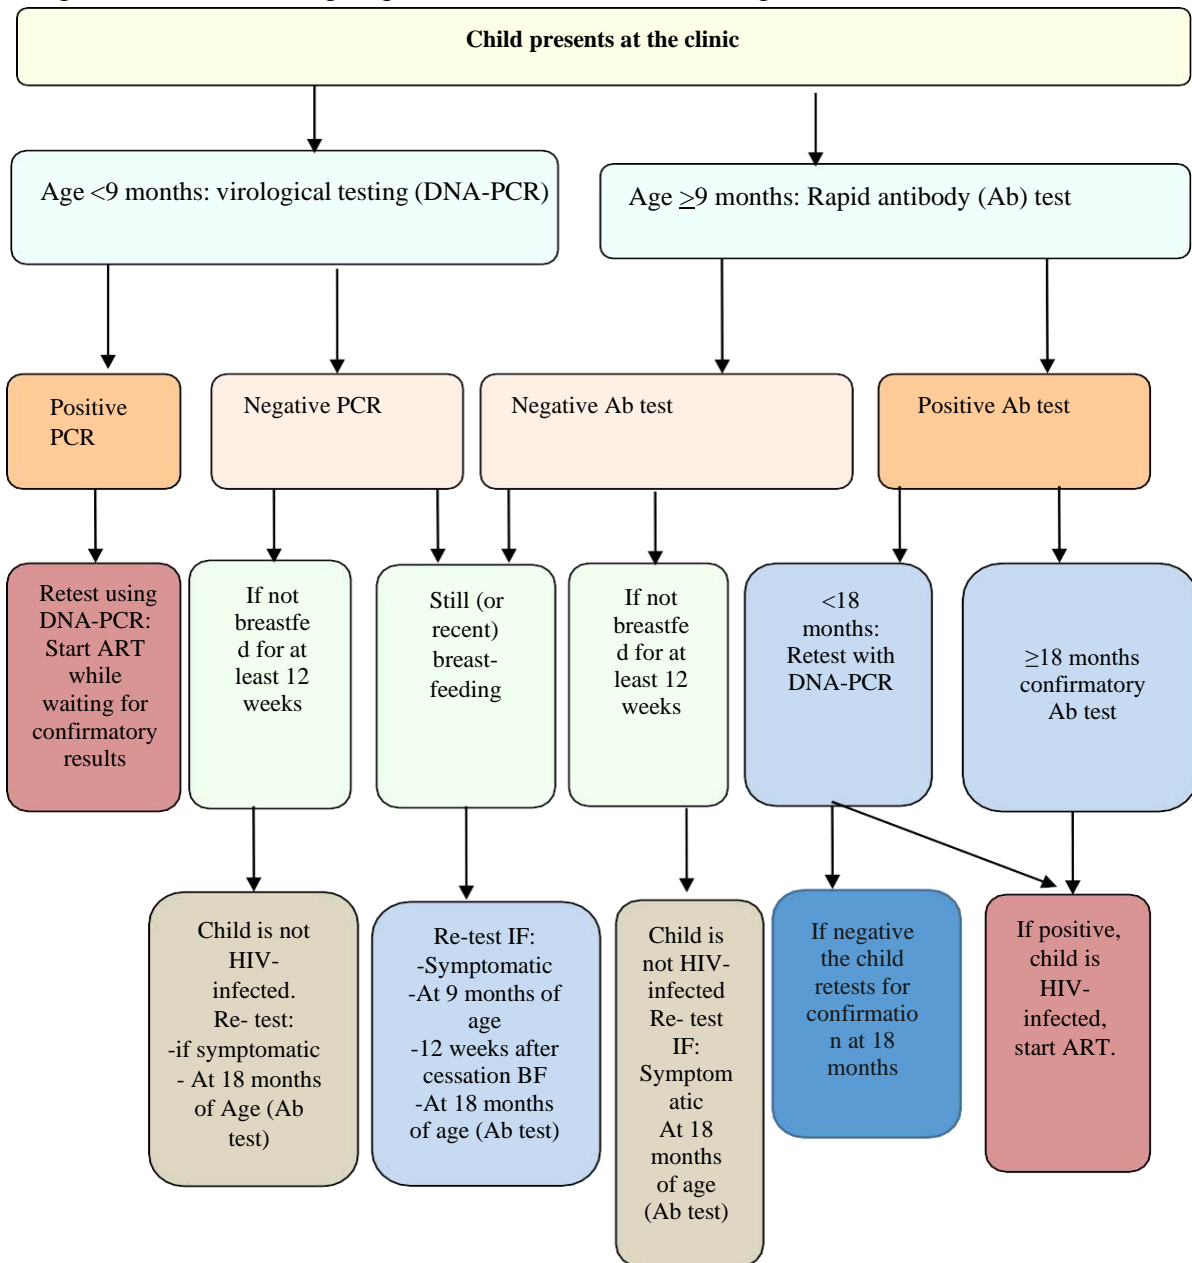 Child presents at the clinic
Age <9 months: virological testing (DNA-PCR)
Age ≥9 months: Rapid antibody (Ab) test
Positive
PCR
Negative PCR
Negative Ab test
Positive Ab test
Retest using
DNA-PCR:
Start ART
while
waiting for
confirmatory
results
If not
breastfe
d for at
least 12
weeks
Still (or
recent)
breast-
feeding
If not
breastfe
d for at
least 12
weeks
<18
months:
Retest with
DNA-PCR
≥18 months
confirmatory
Ab test
Child is not
HIV-
infected.
Re- test:
-if symptomatic
- At 18 months
of Age (Ab
test)
Re-test IF:
-Symptomatic
-At 9 months of
age
-12 weeks after
cessation BF
-At 18 months
of age (Ab test)
Child is
not HIV-
infected
Re- test
IF:
Symptom
atic
At 18
months
of age
(Ab test)
If negative
the child
retests for
confirmatio
n at 18
months
If positive,
child is
HIV-
infected,
start ART.